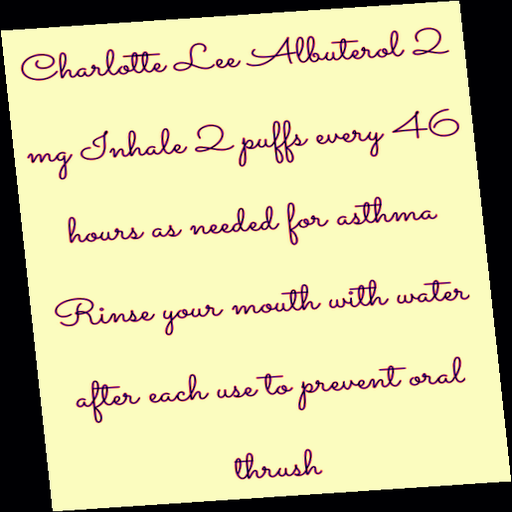 Charlotte Lee Albuterol 2
mg Inhale 2 puffs every 46
hours as needed for asthma
Rinse your mouth with water
after each use to prevent oral
thrush